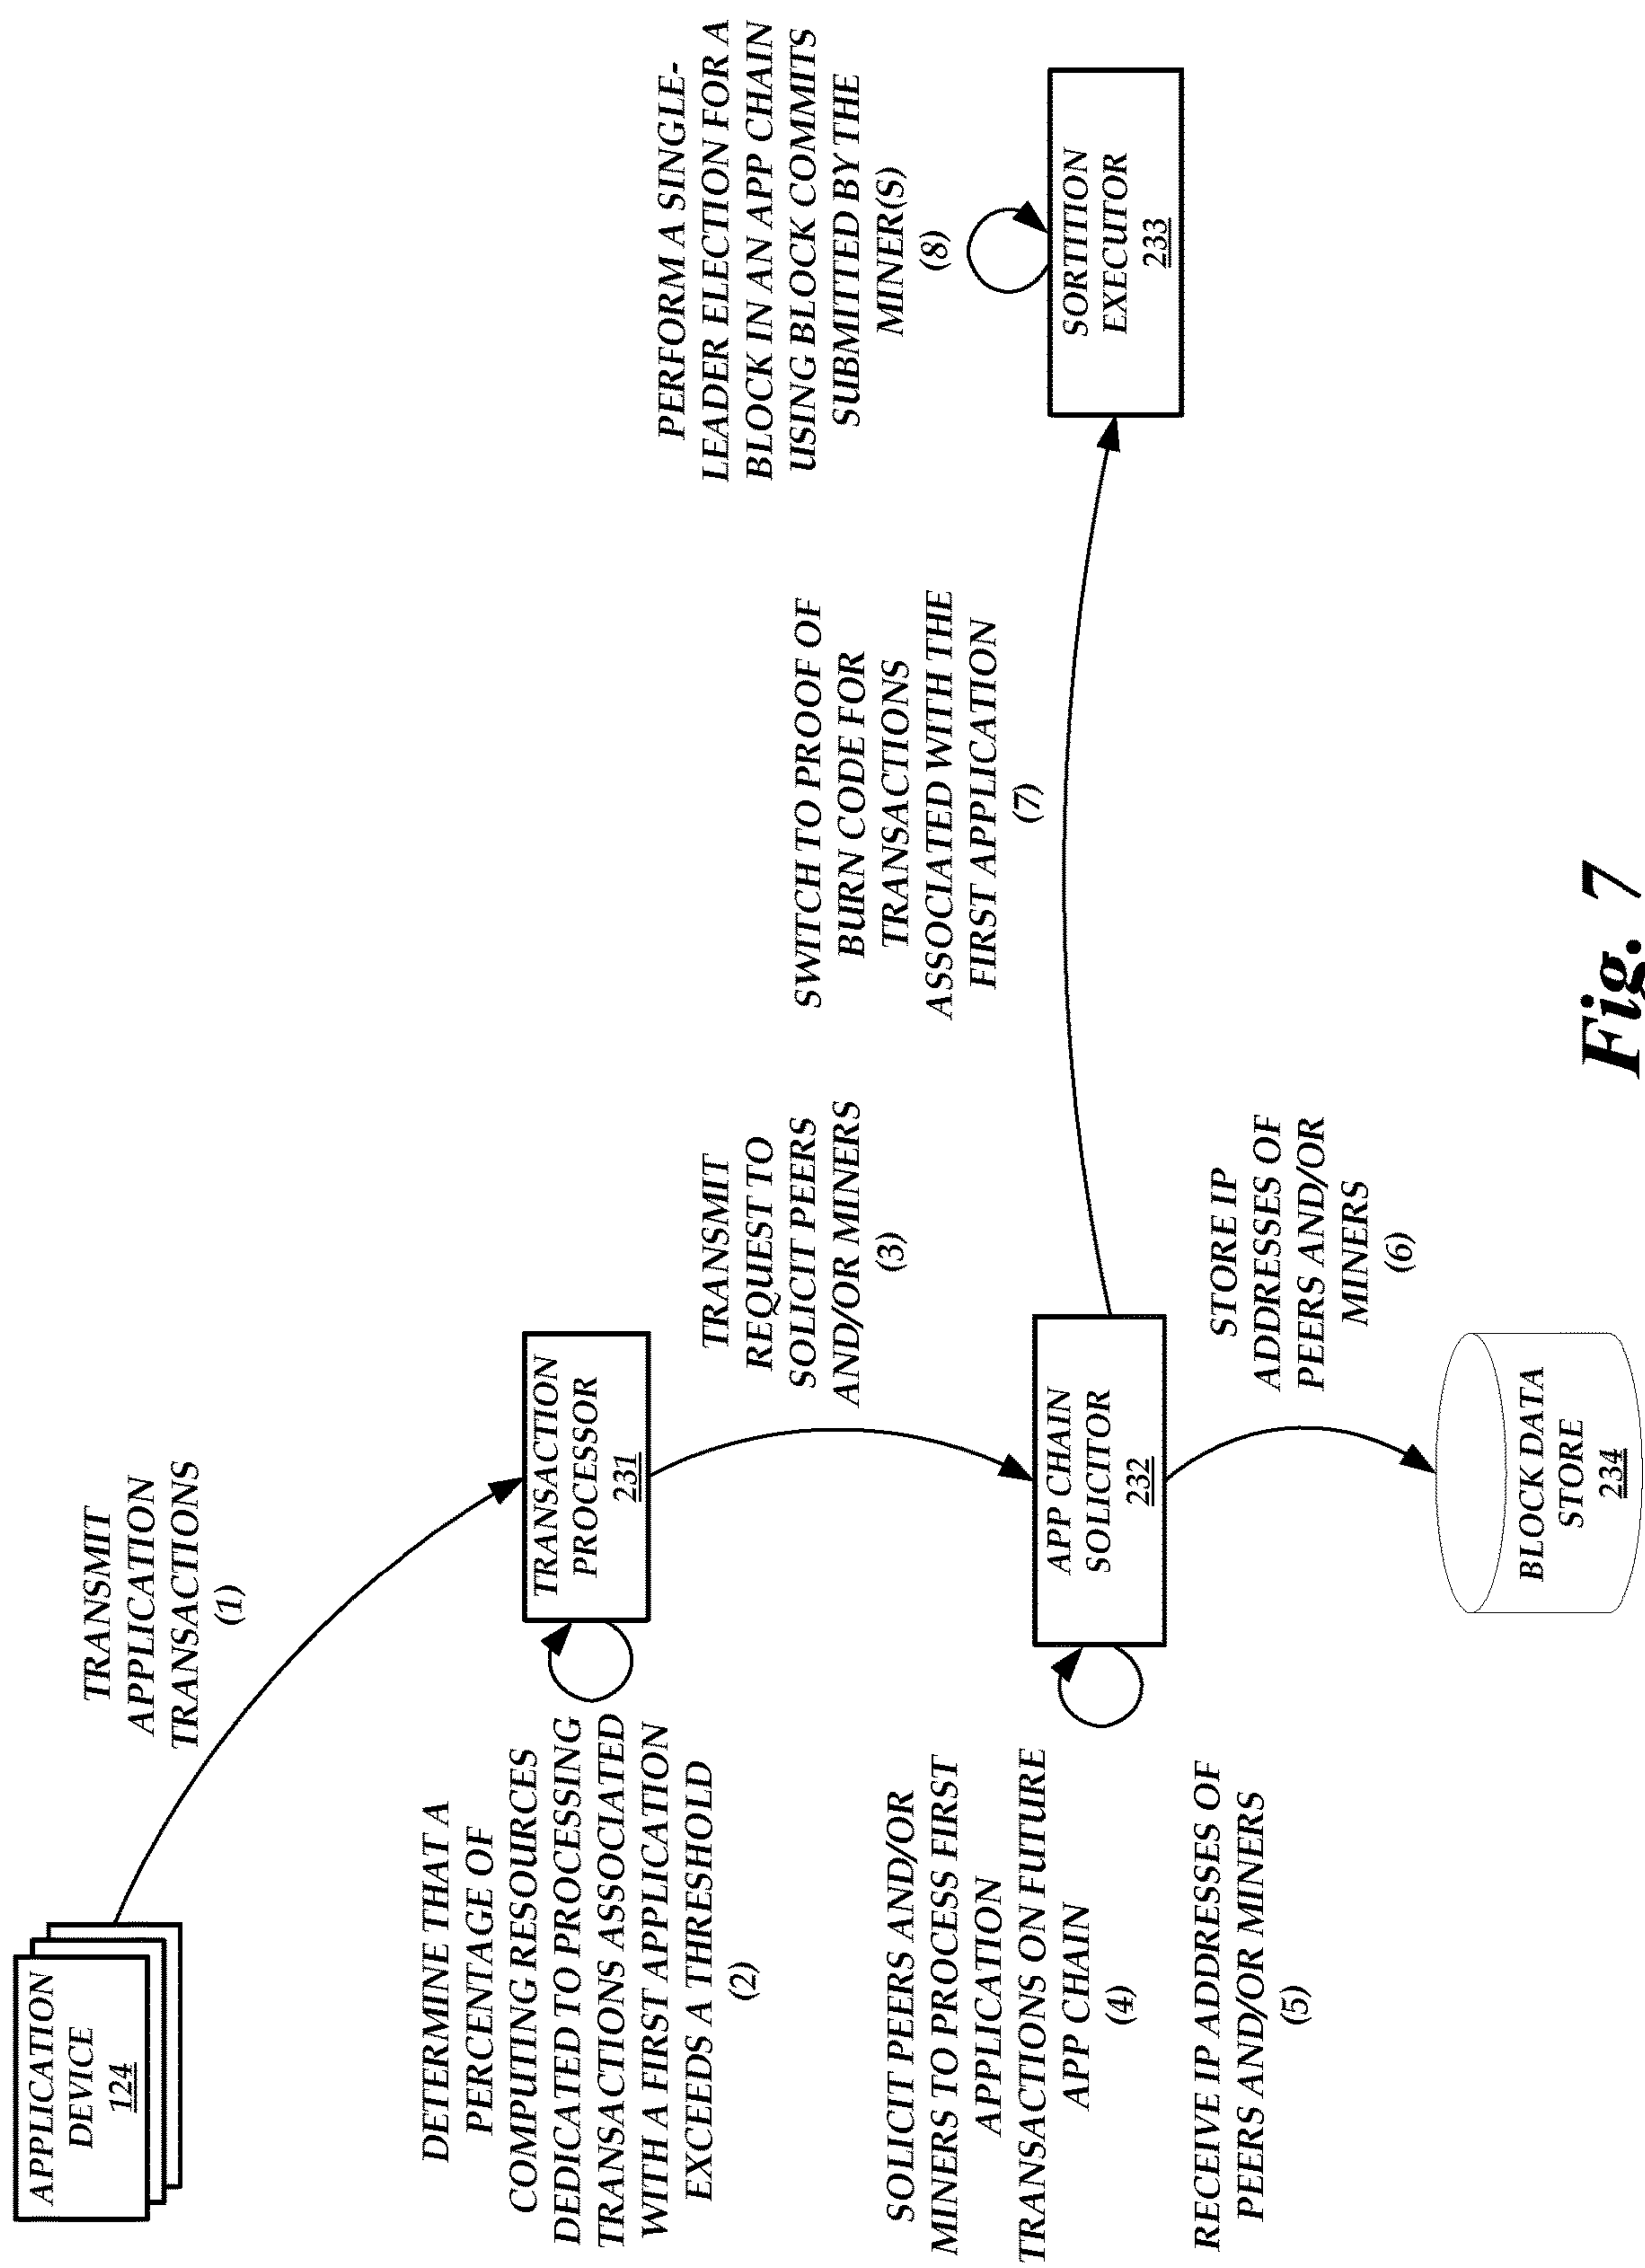 APPLICATION
DEVICE
124
TRANSMIT
APPLICATION
TRANSACTIONS
(1)
DETERMINE THAT A
PERCENTAGE OF
COMPUTING RESOURCES
DEDICATED TO PROCESSING
TRANSACTIONS ASSOCIATED
WITH A FIRST APPLICATION
EXCEEDS A THRESHOLD
(2)
TRANSACTION
PROCESSOR
231
TRANSMIT
REQUEST TO
SOLICIT PEERS
AND/OR MINERS
(3)
SOLICIT PEERS AND/OR
MINERS TO PROCESS FIRST
APPLICATION
TRANSACTIONS ON FUTURE
APP CHAIN
(4)
RECEIVE IP ADDRESSES OF
PEERS AND/OR MINERS
(5)
APP CHAIN
SOLICITOR
232
STORE IP
ADDRESSES OF
PEERS AND/OR
MINERS
(6)
BLOCK DATA
STORE
234
SWITCH TO PROOF OF
BURN CODE FOR
TRANSACTIONS
ASSOCIATED WITH THE
FIRST APPLICATION
(7)
PERFORM A SINGLE-
LEADER ELECTION FOR A
BLOCK IN AN APP CHAIN
USING BLOCK COMMITS
SUBMITTED BY THE
MINER(S)
(8)
SORTITION
EXECUTOR
233
Fig. 7